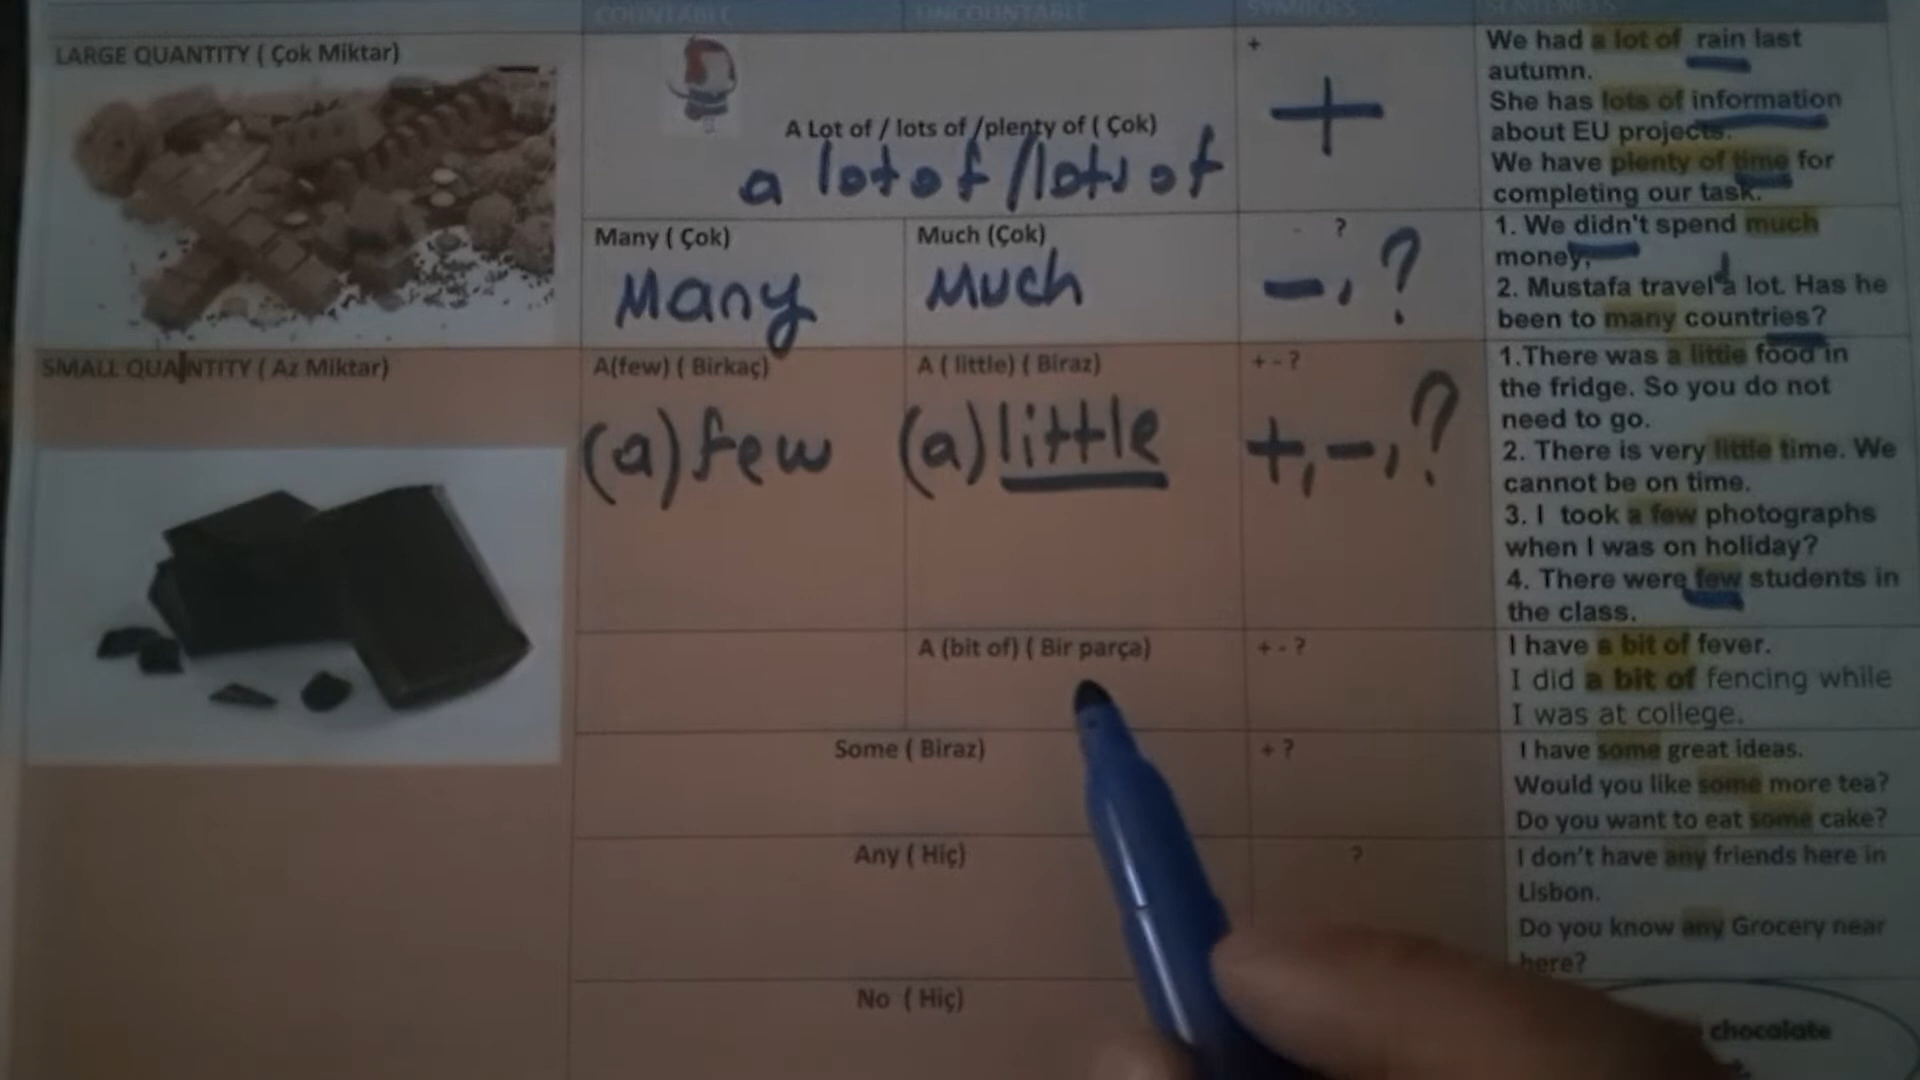 COUNTABLE UNCOUNTABLE SYMBOLS SENTENCES
LARGE QUANTITY ( Çok Miktar)
A Lot of / lots of /plenty of ( Çok)
a lot of /lots of
+
+
We had a lot of rain last
autumn.
She has lots of information
about EU projects.
We have plenty of time for
completing our task.
Many ( Çok)
Many
Much (Çok)
Much
- ?
-, ?
1. We didn't spend much
money,
2. Mustafa travel a lot. Has he
been to many countries?
SMALL QUANTITY ( Az Miktar)
A(few) ( Birkaç)
(a) few
A ( little) ( Biraz)
(a) little
+ - ?
+, -, ?
1.There was a little food in
the fridge. So you do not
need to go.
2. There is very little time. We
cannot be on time.
3. I took a few photographs
when I was on holiday?
4. There were few students in
the class.
A (bit of) ( Bir parça)
+ - ?
I have a bit of fever.
I did a bit of fencing while
I was at college.
Some ( Biraz)
+ ?
I have some great ideas.
Would you like some more tea?
Do you want to eat some cake?
Any ( Hiç)
?
I don't have any friends here in
Lisbon.
Do you know any Grocery near
here?
No ( Hiç)
chocolate